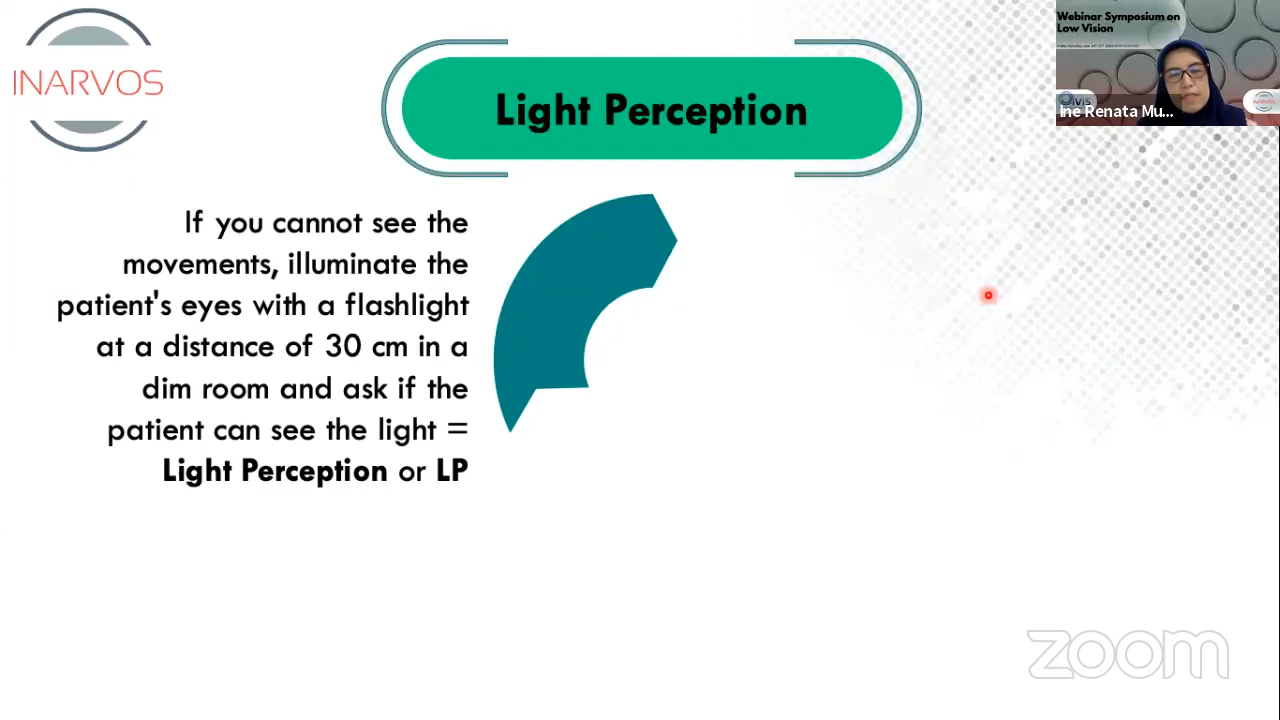 INARVOS
Light Perception
Webinar Symposium on
Low Vision
Ine Renata Mu...
If you cannot see the
movements, illuminate the
patient's eyes with a flashlight
at a distance of 30 cm in a
dim room and ask if the
patient can see the light =
Light Perception or LP
zoom